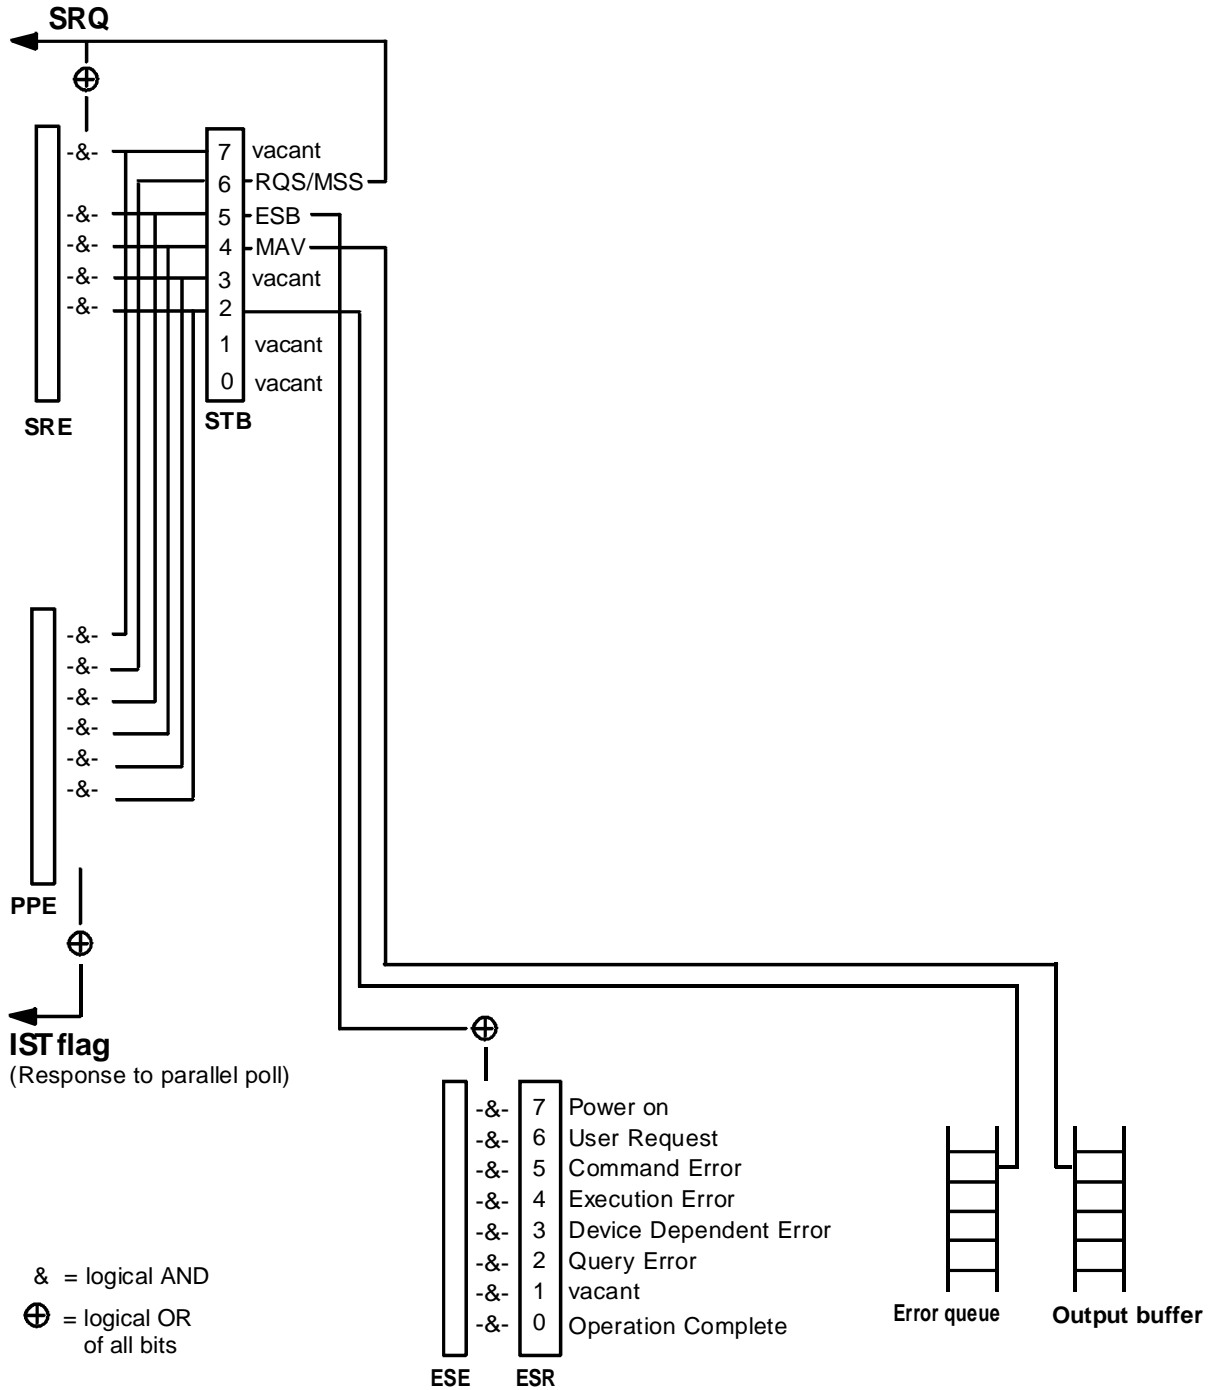 SRQ
-&- 7 vacant
6 RQS/MSS
-&- 5 ESB
-&- 4 MAV
-&- 3 vacant
-&- 2
1 vacant
0 vacant
SRE STB
-&-
-&-
-&-
-&-
-&-
-&-
PPE
IST flag
(Response to parallel poll)
-&- 7 Power on
-&- 6 User Request
-&- 5 Command Error
-&- 4 Execution Error
-&- 3 Device Dependent Error
-&- 2 Query Error
-&- 1 vacant
-&- 0 Operation Complete
ESE ESR
Error queue Output buffer
& = logical AND
⊕ = logical OR
of all bits